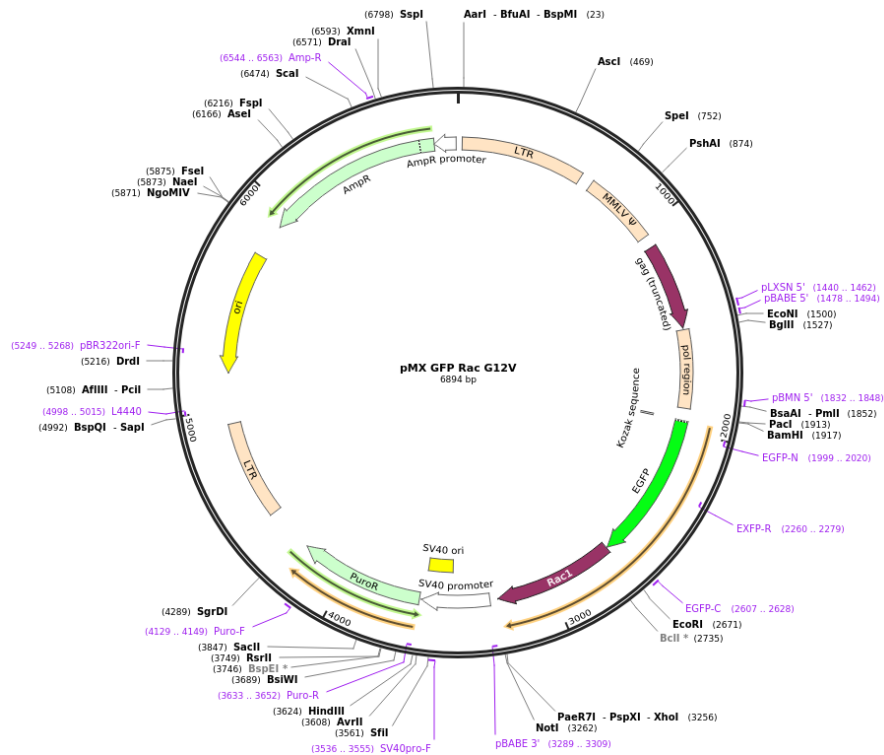 (6798) SspI
AarI - BfuAI - BspMI (23)
(6593) XmnI
(6571) DraI
(6544 .. 6563) Amp-R
(6474) ScaI
AscI (469)
(6216) FspI
(6166) AseI
SpeI (752)
PshAI (874)
(5875) FseI
(5873) NaeI
(5871) NgoMIV
6000
AmpR
AmpR promoter
LTR
MMLV Ψ
1000
gag (truncated)
pol region
ori
pLXSN 5' (1440 .. 1462)
pBABE 5' (1478 .. 1494)
EcoNI (1500)
BglII (1527)
(5249 .. 5268) pBR322ori-F
(5216) DrdI
(5108) AflIII - PciI
(4998 .. 5015) L4440
(4992) BspQI - SapI
5000
pMX GFP Rac G12V
6894 bp
Kozak sequence
pBMN 5' (1832 .. 1848)
BsaAI - PmlI (1852)
PacI (1913)
BamHI (1917)
2000
EGFP-N (1999 .. 2020)
EGFP
EXFP-R (2260 .. 2279)
LTR
SV40 ori
SV40 promoter
PuroR
Rac1
EGFP-C (2607 .. 2628)
EcoRI (2671)
BclI * (2735)
3000
4000
(4289) SgrDI
(4129 .. 4149) Puro-F
(3847) SacII
(3749) RsrII
(3746) BspEI *
(3689) BsiWI
(3633 .. 3652) Puro-R
(3624) HindIII
(3608) AvrII
(3561) SfiI
(3536 .. 3555) SV40pro-F
PaeR7I - PspXI - XhoI (3256)
NotI (3262)
pBABE 3' (3289 .. 3309)